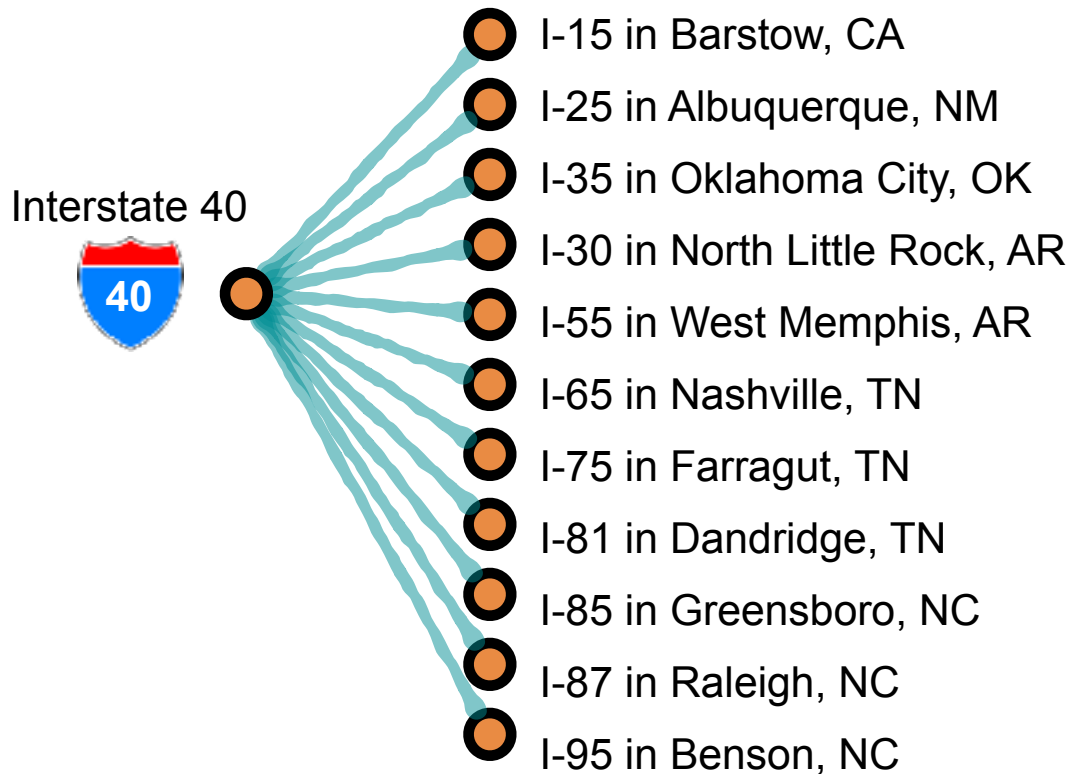 I-15 in Barstow, CA
I-25 in Albuquerque, NM
I-35 in Oklahoma City, OK
Interstate 40
I-30 in North Little Rock, AR
40
I-55 in West Memphis, AR
I-65 in Nashville, TN
I-75 in Farragut, TN
I-81 in Dandridge, TN
I-85 in Greensboro, NC
I-87 in Raleigh, NC
I-95 in Benson, NC